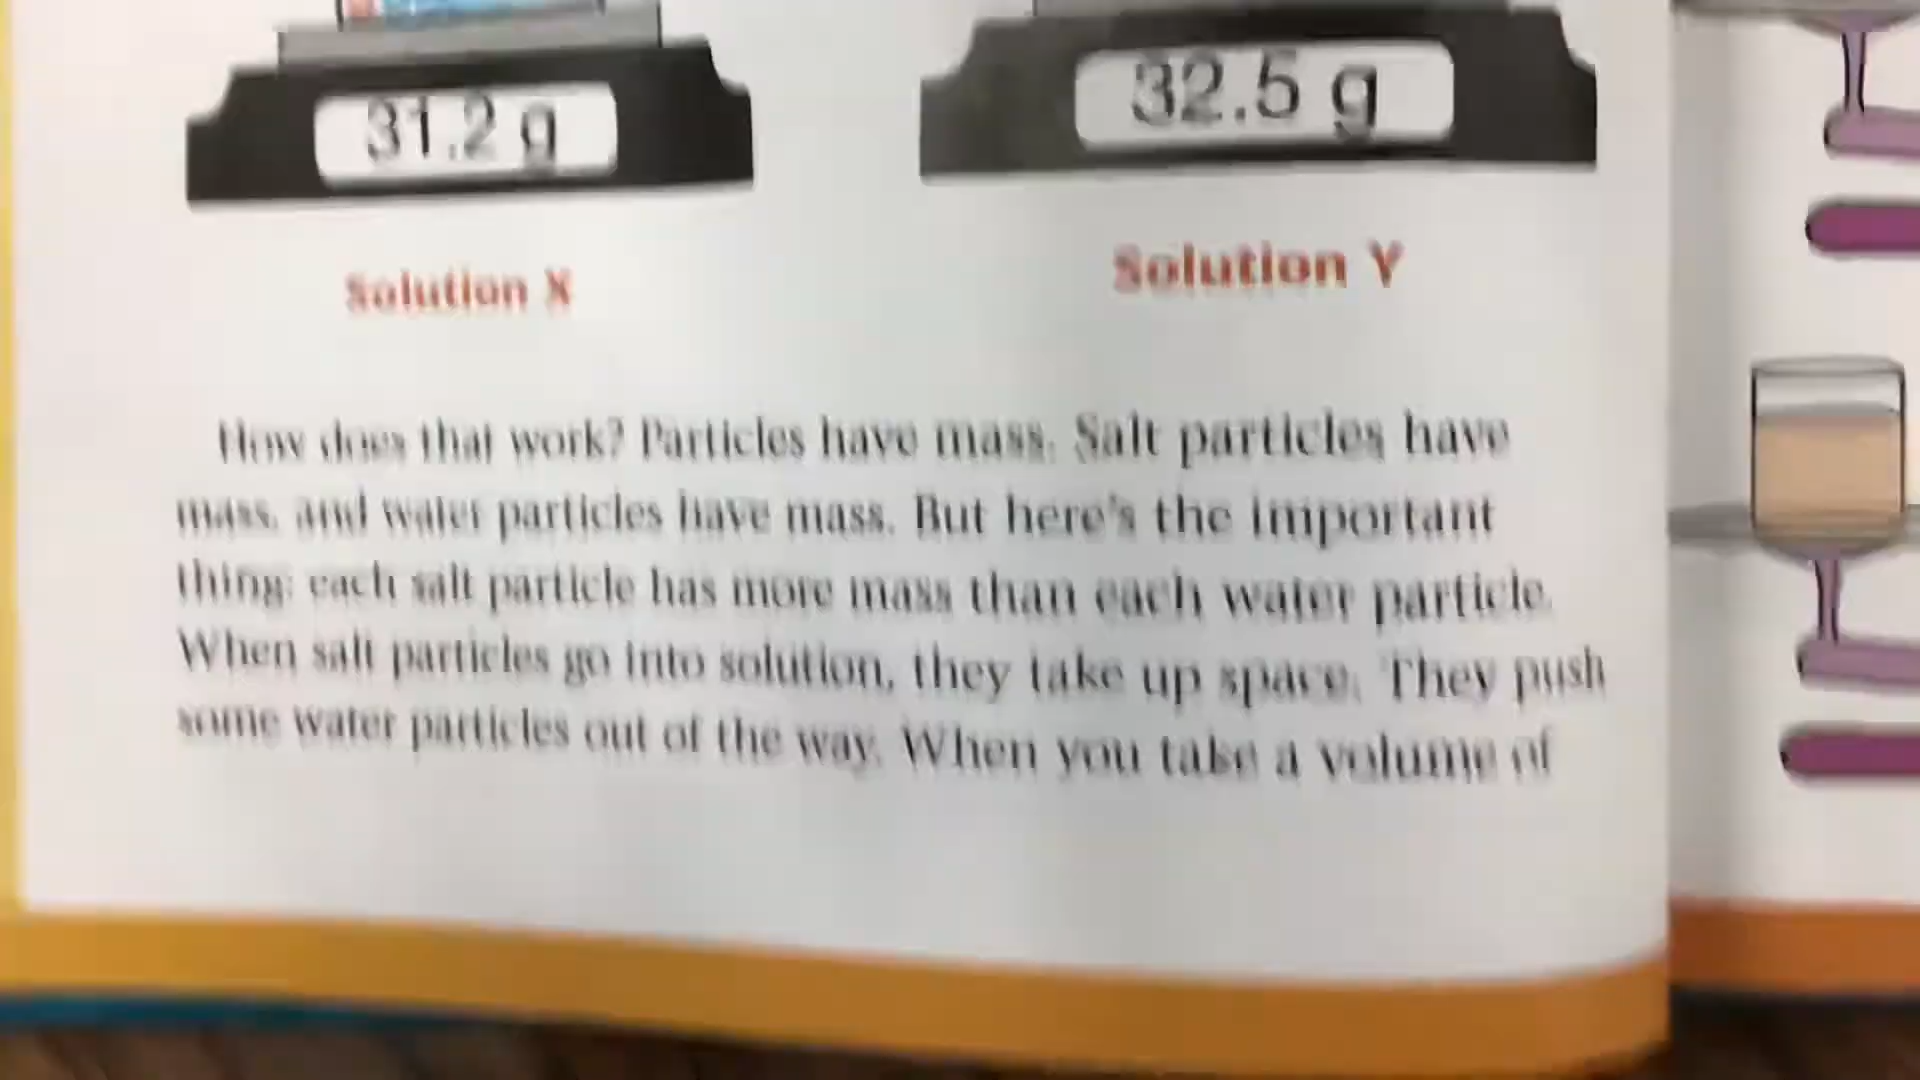 31.2 g
32.5 g
Solution X
Solution Y
How does that work? Particles have mass. Salt particles have
mass, and water particles have mass. But here's the important
thing: each salt particle has more mass than each water particle.
When salt particles go into solution, they take up space. They push
some water particles out of the way. When you take a volume of